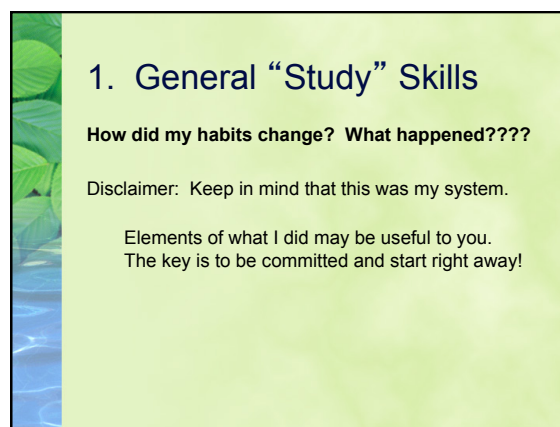 1. General “Study” Skills
How did my habits change? What happened????
Disclaimer: Keep in mind that this was my system.
Elements of what I did may be useful to you.
The key is to be committed and start right away!